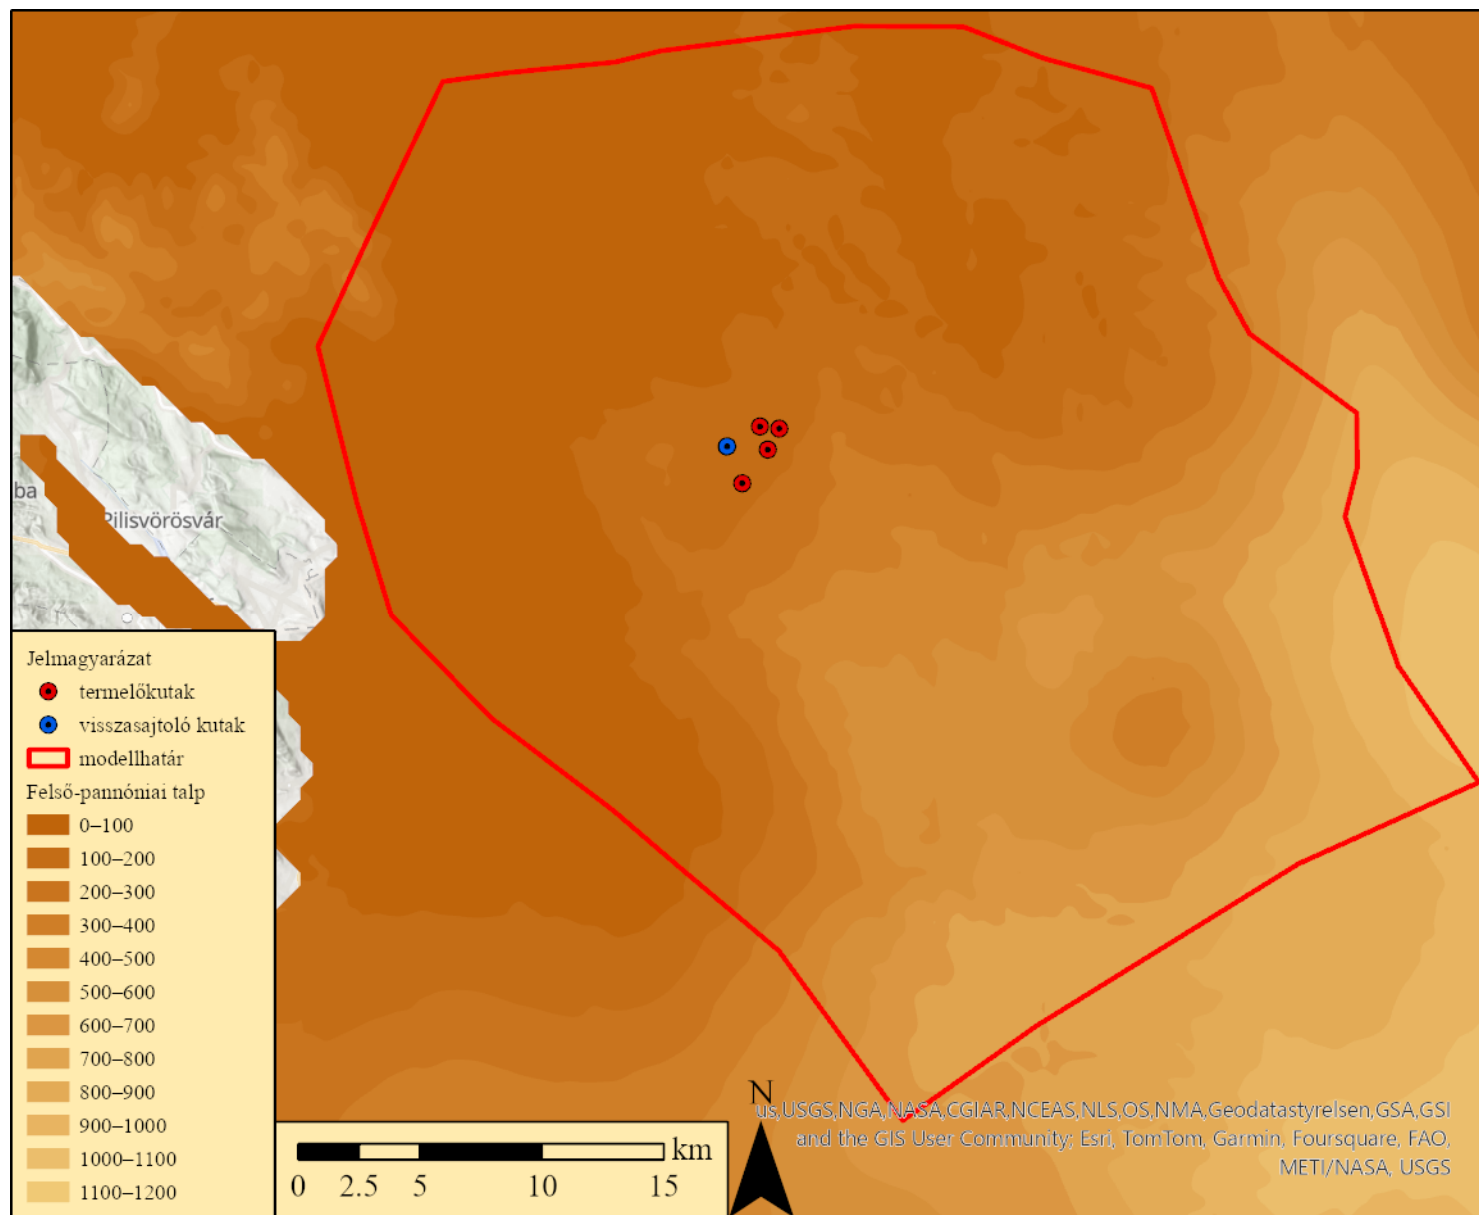 ba
Pilisvörösvár
Jelmagyarázat
termelőkutak
visszasajtoló kutak
modellhatár
Felső-pannóniai talp
0–100
100–200
200–300
300–400
400–500
500–600
600–700
700–800
800–900
900–1000
1000–1100
1100–1200
km
0 2.5 5 10 15
N
us,USGS,NGA,NASA,CGIAR,NCEAS,NLS,OS,NMA,Geodatastyrelsen,GSA,GSI
and the GIS User Community; Esri, TomTom, Garmin, Foursquare, FAO,
METI/NASA, USGS